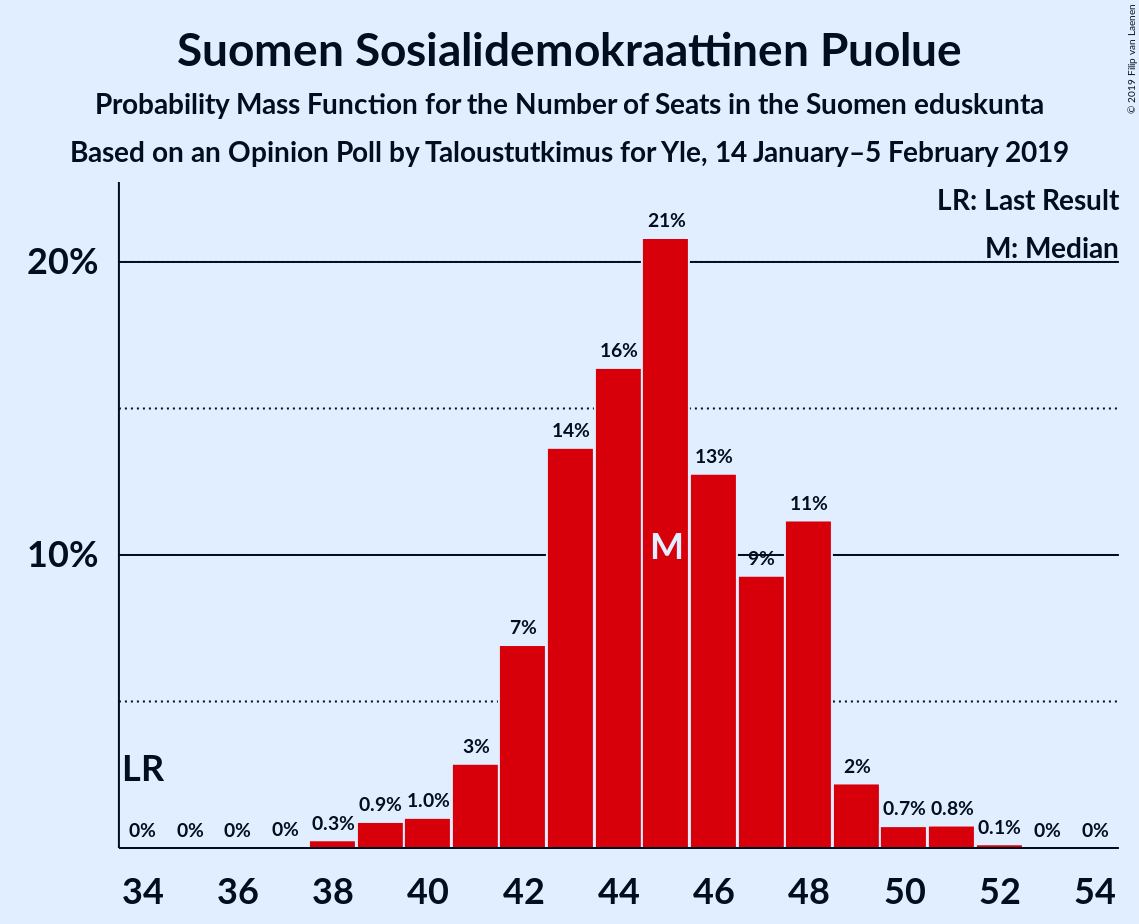 Suomen Sosialidemokraattinen Puolue
Probability Mass Function for the Number of Seats in the Suomen eduskunta
Based on an Opinion Poll by Taloustutkimus for Yle, 14 January–5 February 2019
© 2019 Filip van Laenen
LR: Last Result
M: Median
20%
10%
21%
16%
14%
13%
11%
9%
7%
3%
2%
M
LR
0% 0% 0% 0% 0.3% 0.9% 1.0% 0.7% 0.8% 0.1% 0% 0%
34 36 38 40 42 44 46 48 50 52 54